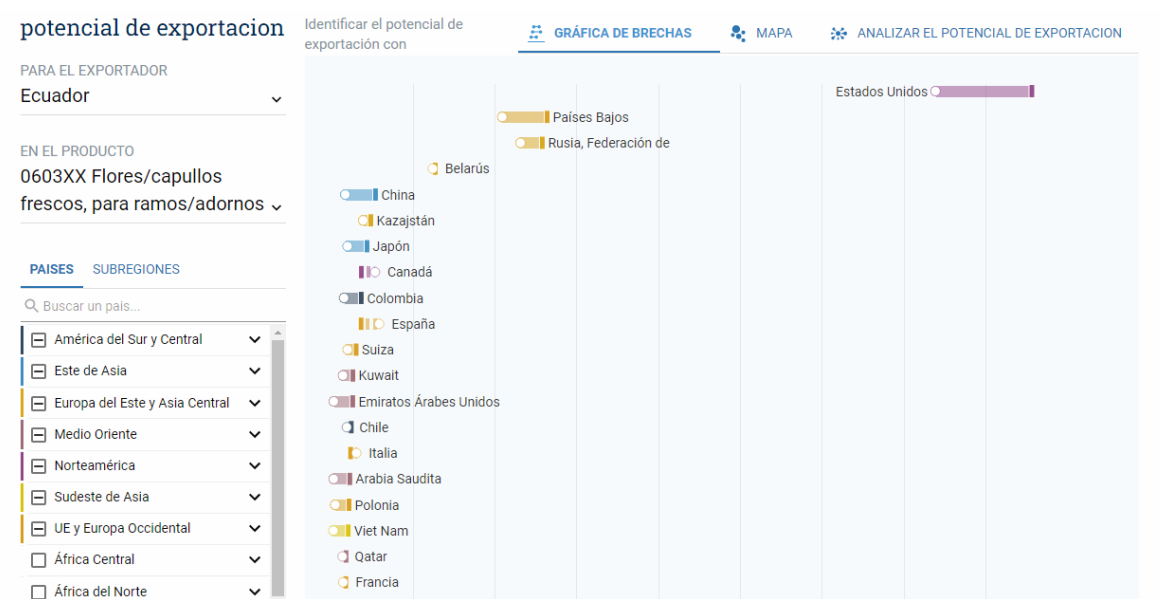 potencial de exportacion
PARA EL EXPORTADOR
Ecuador
EN EL PRODUCTO
0603XX Flores/capullos
frescos, para ramos/adornos
PAISES SUBREGIONES
Buscar un pais...
América del Sur y Central
Este de Asia
Europa del Este y Asia Central
Medio Oriente
Norteamérica
Sudeste de Asia
UE y Europa Occidental
África Central
África del Norte
Identificar el potencial de
exportación con
GRÁFICA DE BRECHAS MAPA ANALIZAR EL POTENCIAL DE EXPORTACION
Estados Unidos
Países Bajos
Rusia, Federación de
Belarús
China
Kazajstán
Japón
Canadá
Colombia
España
Suiza
Kuwait
Emiratos Árabes Unidos
Chile
Italia
Arabia Saudita
Polonia
Viet Nam
Qatar
Francia